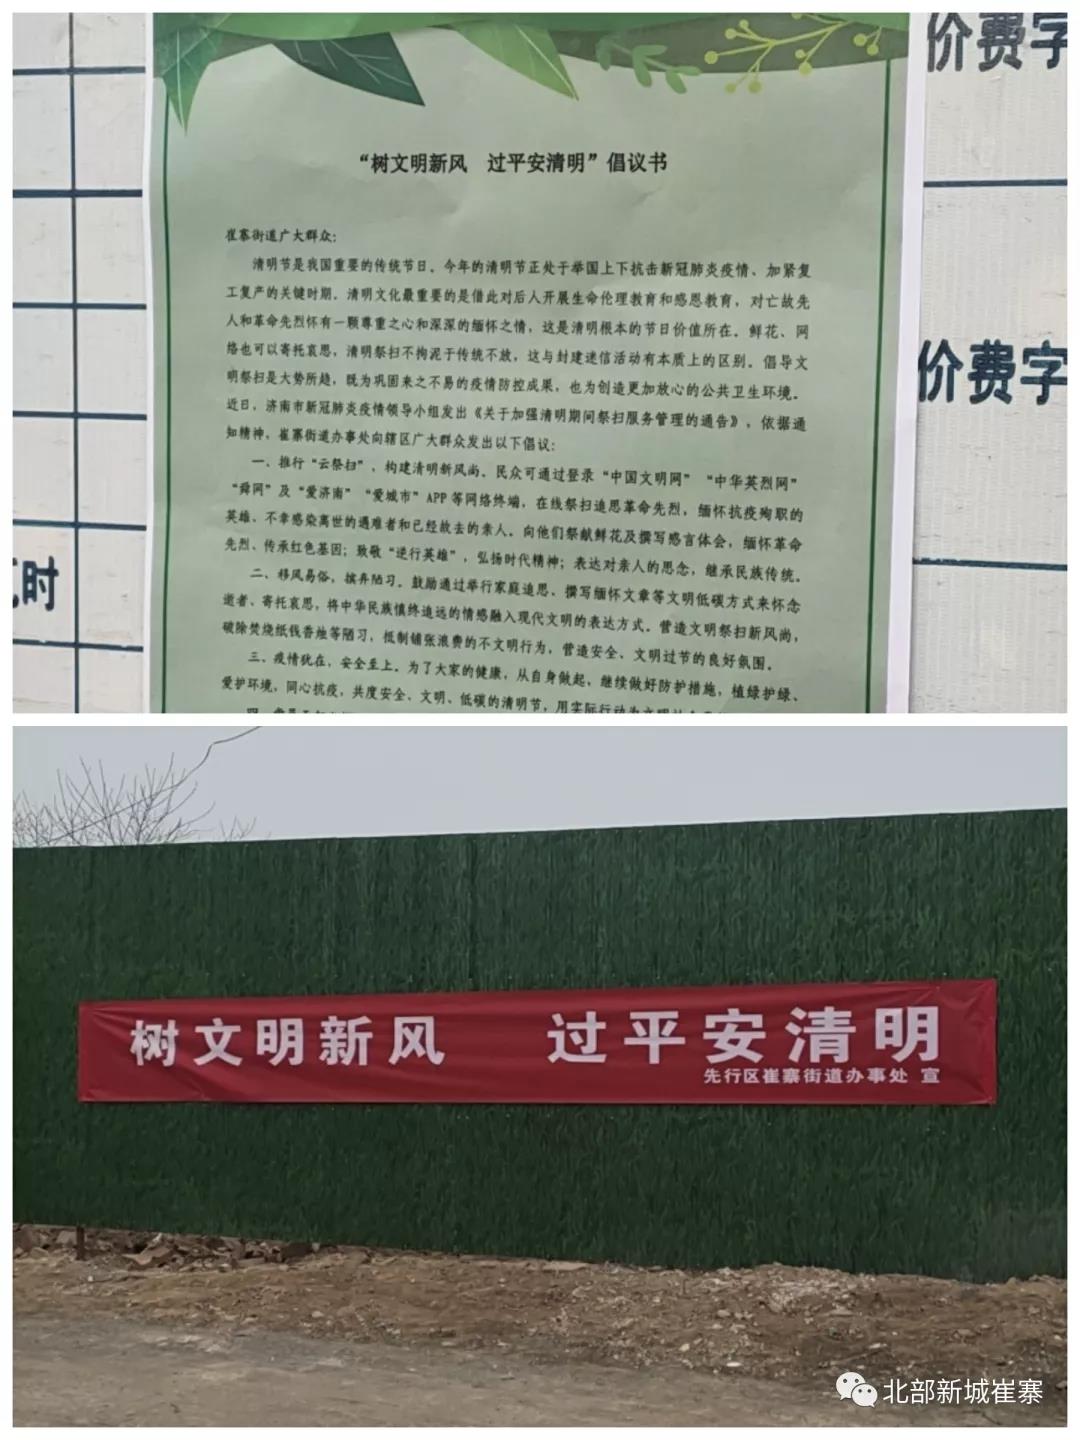 价费字
价费字
时
“树文明新风 过平安清明”倡议书
崔寨街道广大群众：
清明节是我国重要的传统节日。今年的清明节正处于举国上下抗击新冠肺炎疫情、加紧复
工复产的关键时期。清明文化最重要的是借此对后人开展生命伦理教育和感恩教育，对亡故先
人和革命先烈怀有一颗尊重之心和深深的缅怀之情，这是清明根本的节日价值所在。鲜花、网
络也可以寄托哀思，清明祭扫不拘泥于传统不放，这与封建迷信活动有本质上的区别。倡导文
明祭扫是大势所趋，既为巩固来之不易的疫情防控成果，也为创造更加放心的公共卫生环境。
近日，济南市新冠肺炎疫情领导小组发出《关于加强清明期间祭扫服务管理的通告》，依据通
知精神，崔寨街道办事处向辖区广大群众发出以下倡议：
一、推行“云祭扫”，构建清明新风尚。民众可通过登录“中国文明网”“中华英烈网”
“舜网”及“爱济南”“爱城市”APP等网络终端，在线祭扫追思革命先烈，缅怀抗疫殉职的
英雄、不幸感染离世的遇难者和已经故去的亲人。向他们祭献鲜花及撰写感言体会，缅怀革命
先烈、传承红色基因；致敬“逆行英雄”，弘扬时代精神；表达对亲人的思念，继承民族传统。
二、移风易俗，摈弃陋习。鼓励通过举行家庭追思、撰写缅怀文章等文明低碳方式来怀念
逝者、寄托哀思，将中华民族慎终追远的情感融入现代文明的表达方式。营造文明祭扫新风尚，
破除焚烧纸钱香烛等陋习，抵制铺张浪费的不文明行为，营造安全、文明过节的良好氛围。
三、疫情犹在，安全至上。为了大家的健康，从自身做起，继续做好防护措施，植绿护绿、
爱护环境，同心抗疫，共度安全、文明、低碳的清明节，用实际行动为文明
树文明新风 过平安清明
先行区崔寨街道办事处 宣
北部新城崔寨